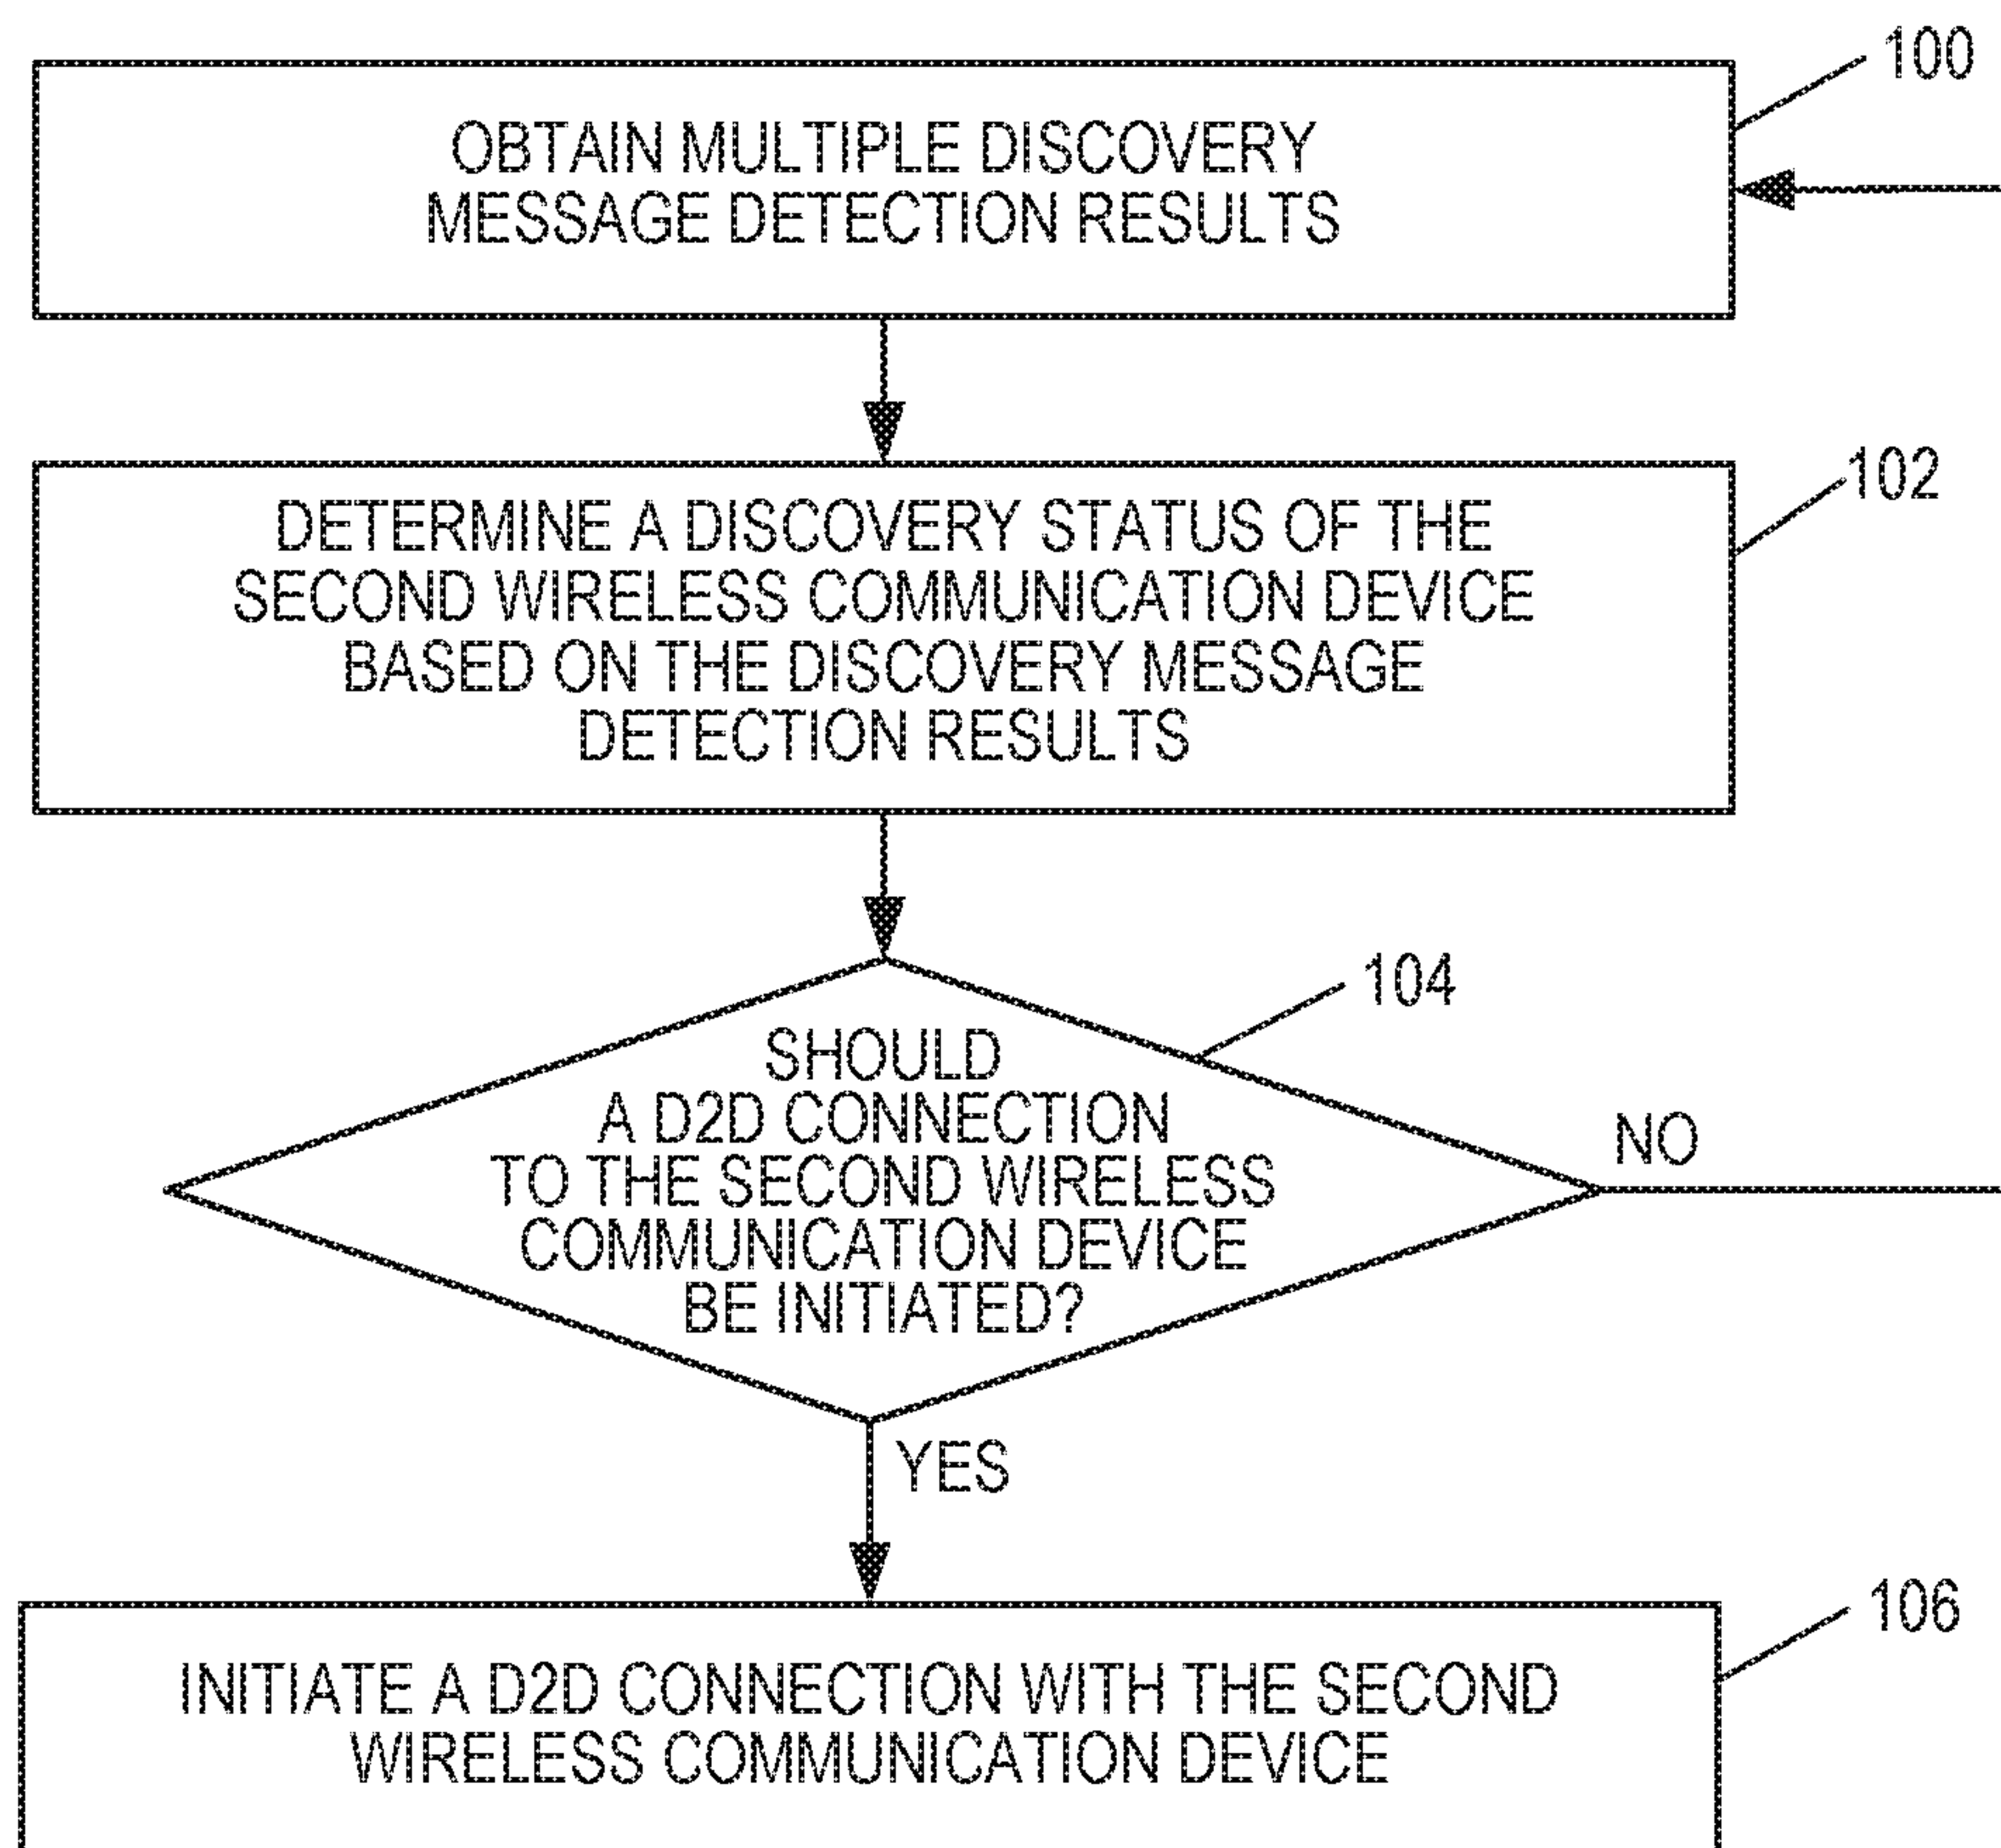 100
OBTAIN MULTIPLE DISCOVERY
MESSAGE DETECTION RESULTS
102
DETERMINE A DISCOVERY STATUS OF THE
SECOND WIRELESS COMMUNICATION DEVICE
BASED ON THE DISCOVERY MESSAGE
DETECTION RESULTS
104
SHOULD
A D2D CONNECTION
TO THE SECOND WIRELESS
COMMUNICATION DEVICE
BE INITIATED?
NO
YES
106
INITIATE A D2D CONNECTION WITH THE SECOND
WIRELESS COMMUNICATION DEVICE